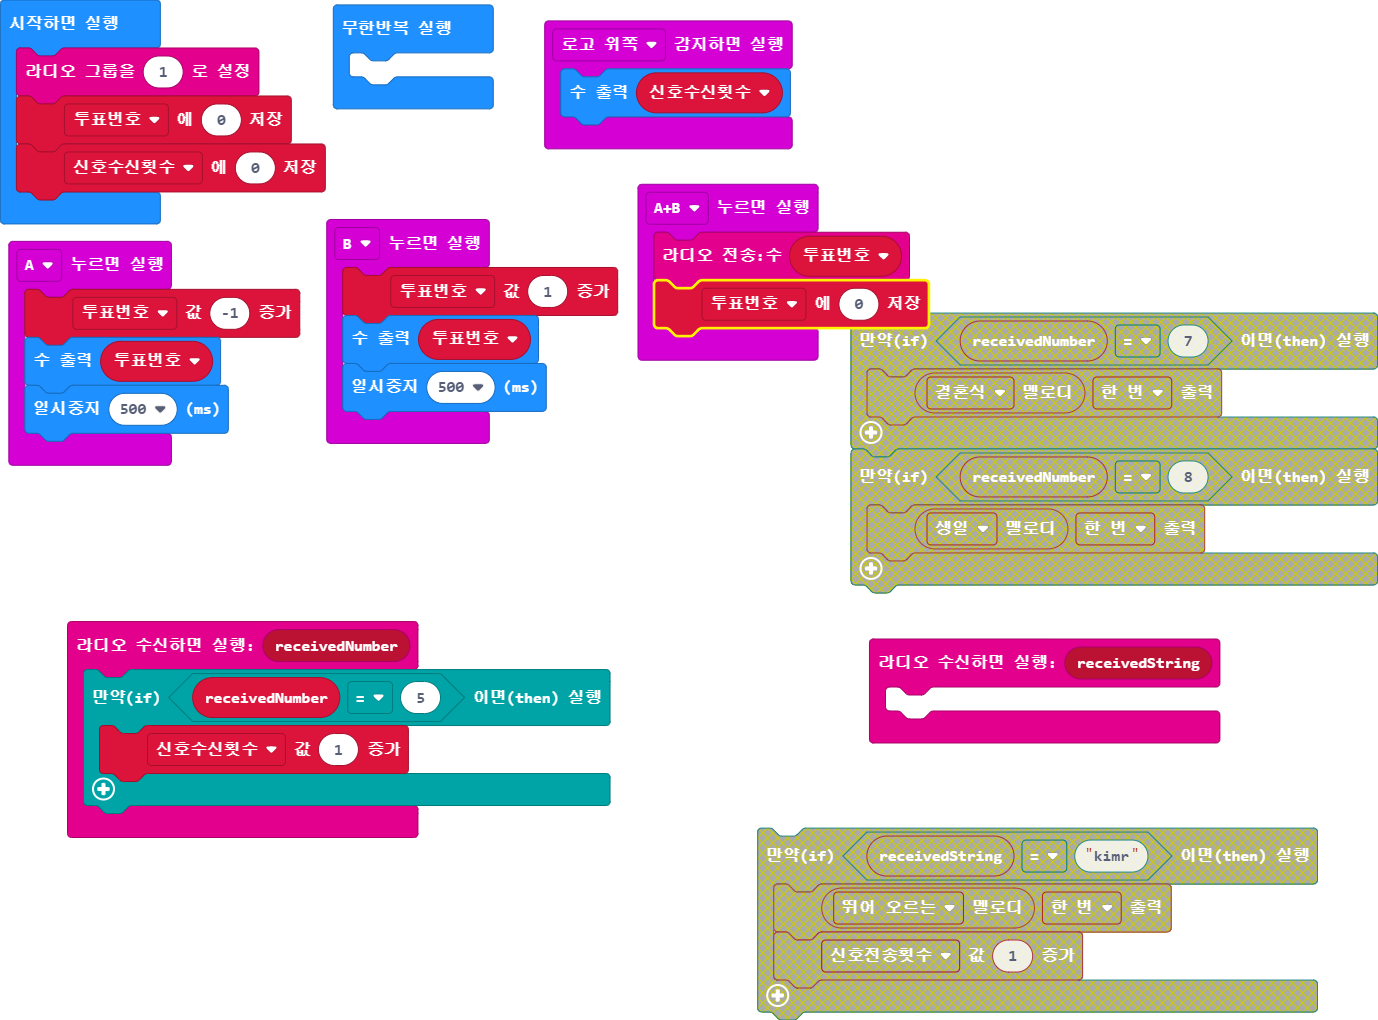 시작하면 실행
라디오 그룹을 1 로 설정
투표번호 에 0 저장
신호수신횟수 에 0 저장
무한반복 실행
로고 위쪽 감지하면 실행
수 출력 신호수신횟수
A 누르면 실행
투표번호 값 -1 증가
수 출력 투표번호
일시중지 500 (ms)
B 누르면 실행
투표번호 값 1 증가
수 출력 투표번호
일시중지 500 (ms)
A+B 누르면 실행
라디오 전송:수 투표번호
투표번호 에 0 저장
만약(if) receivedNumber = 7 이면(then) 실행
결혼식 멜로디 한 번 출력
만약(if) receivedNumber = 8 이면(then) 실행
생일 멜로디 한 번 출력
라디오 수신하면 실행: receivedNumber
만약(if) receivedNumber = 5 이면(then) 실행
신호수신횟수 값 1 증가
라디오 수신하면 실행: receivedString
만약(if) receivedString = "kimr" 이면(then) 실행
뛰어 오르는 멜로디 한 번 출력
신호전송횟수 값 1 증가